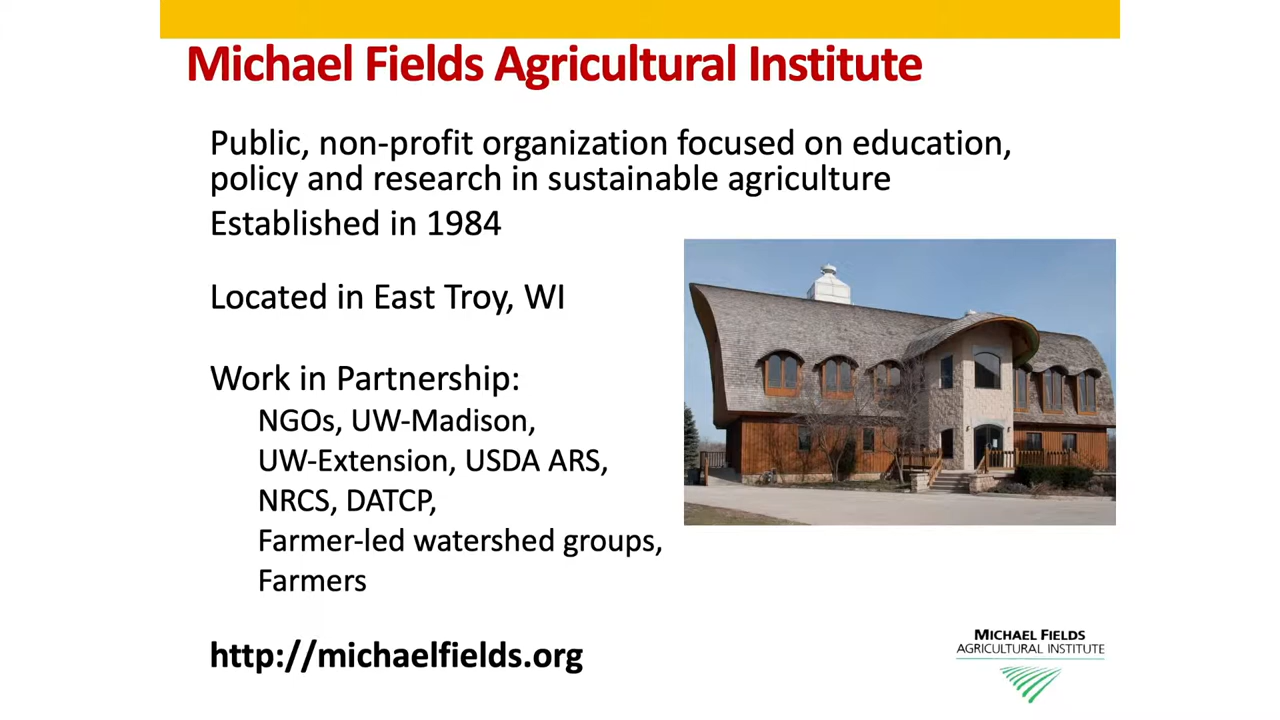 Michael Fields Agricultural Institute
Public, non-profit organization focused on education,
policy and research in sustainable agriculture
Established in 1984
Located in East Troy, WI
Work in Partnership:
NGOs, UW-Madison,
UW-Extension, USDA ARS,
NRCS, DATCP,
Farmer-led watershed groups,
Farmers
http://michaelfields.org
MICHAEL FIELDS
AGRICULTURAL INSTITUTE